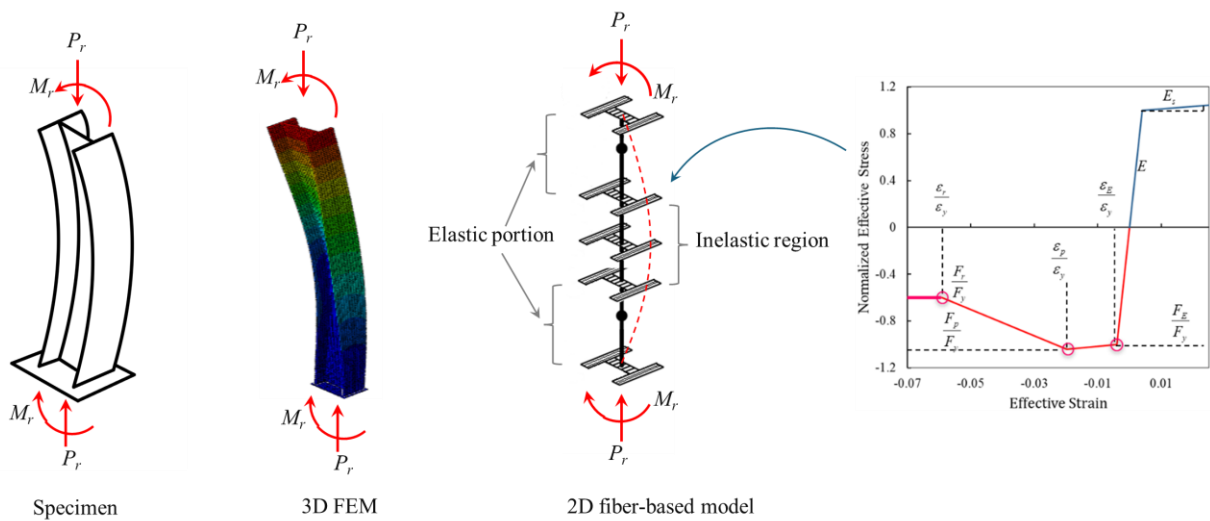 P_r
M_r
M_r
P_r
Specimen
P_r
M_r
M_r
P_r
3D FEM
P_r
M_r
Elastic portion
Inelastic region
M_r
P_r
2D fiber-based model
Normalized Effective Stress
1.2
0.8
0.4
0
-0.4
-0.8
-1.2
-0.07
-0.05
-0.03
-0.01
0.01
Effective Strain
E_s
E
ε_r
ε_y
ε_E
ε_y
ε_p
ε_y
F_r
F_y
F_p
F_y
F_E
F_y